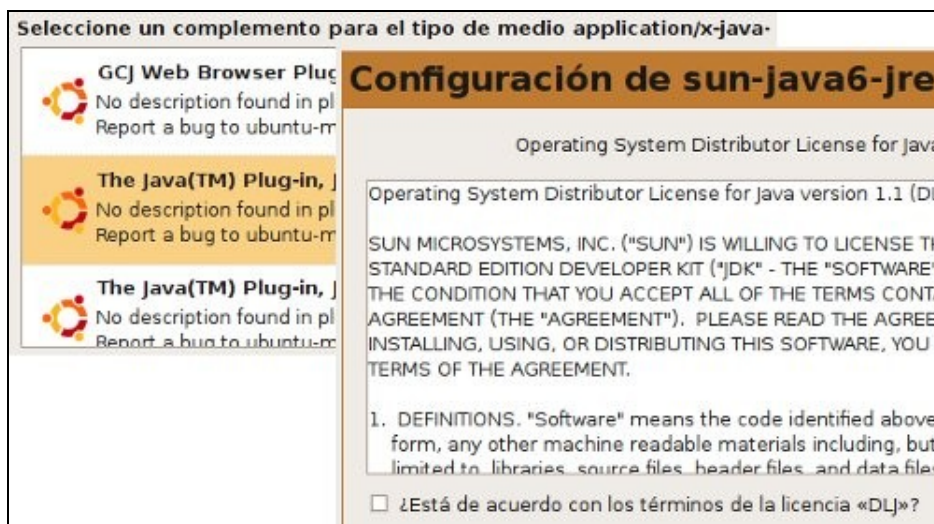 Seleccione un complemento para el tipo de medio application/x-java-
GCJ Web Browser Plug
No description found in pl
Report a bug to ubuntu-m
The Java(TM) Plug-in, J
No description found in pl
Report a bug to ubuntu-m
The Java(TM) Plug-in, J
No description found in pl
Report a bug to ubuntu-m
Configuración de sun-java6-jre
Operating System Distributor License for Java
Operating System Distributor License for Java version 1.1 (DL
SUN MICROSYSTEMS, INC. ("SUN") IS WILLING TO LICENSE TH
STANDARD EDITION DEVELOPER KIT ("JDK" - THE "SOFTWARE"
THE CONDITION THAT YOU ACCEPT ALL OF THE TERMS CONTA
AGREEMENT (THE "AGREEMENT"). PLEASE READ THE AGREE
INSTALLING, USING, OR DISTRIBUTING THIS SOFTWARE, YOU
TERMS OF THE AGREEMENT.
1. DEFINITIONS. "Software" means the code identified above
form, any other machine readable materials including, but
limited to, libraries, source files, header files, and data files
¿Está de acuerdo con los términos de la licencia «DLJ»?